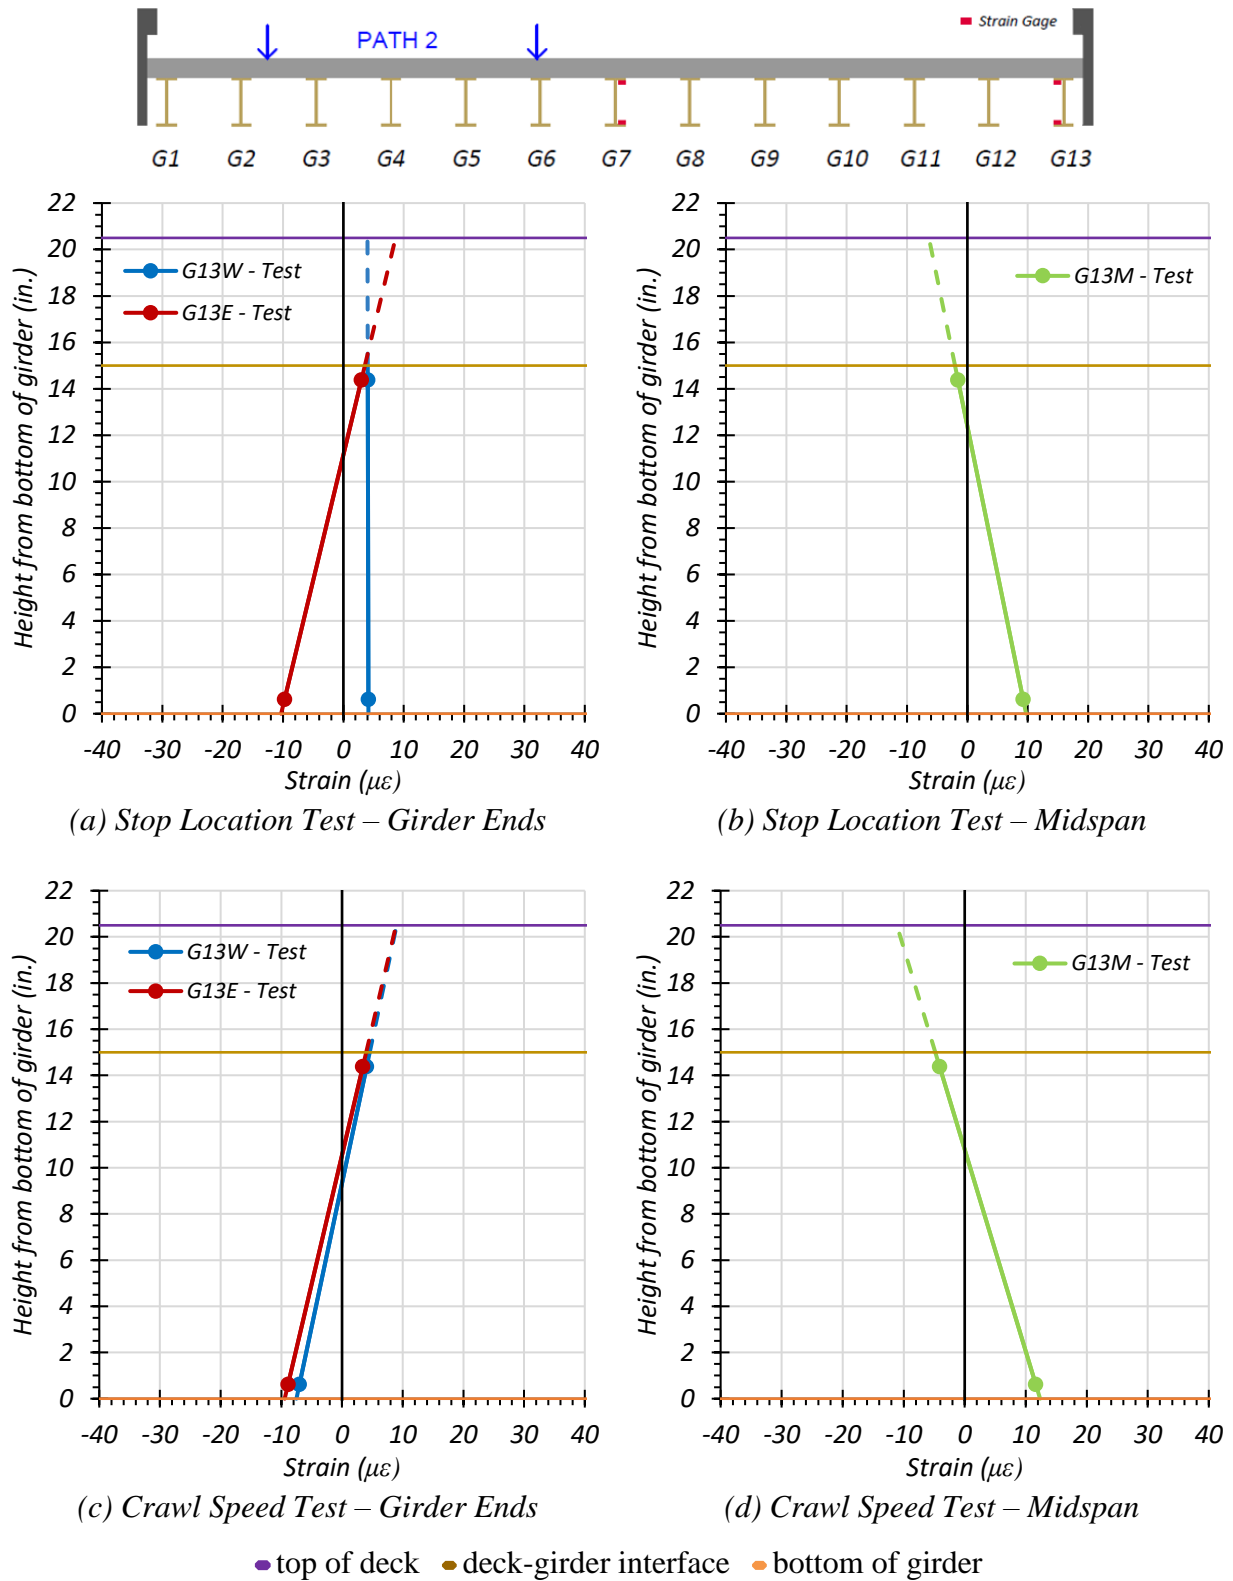 Strain Gage
PATH 2
G1 G2 G3 G4 G5 G6 G7 G8 G9 G10 G11 G12 G13
Height from bottom of girder (in.)
22
20
18
16
14
12
10
8
6
4
2
0
G13W - Test
G13E - Test
-40 -30 -20 -10 0 10 20 30 40
Strain (με)
(a) Stop Location Test – Girder Ends
Height from bottom of girder (in.)
22
20
18
16
14
12
10
8
6
4
2
0
G13M - Test
-40 -30 -20 -10 0 10 20 30 40
Strain (με)
(b) Stop Location Test – Midspan
Height from bottom of girder (in.)
22
20
18
16
14
12
10
8
6
4
2
0
G13W - Test
G13E - Test
-40 -30 -20 -10 0 10 20 30 40
Strain (με)
(c) Crawl Speed Test – Girder Ends
Height from bottom of girder (in.)
22
20
18
16
14
12
10
8
6
4
2
0
G13M - Test
-40 -30 -20 -10 0 10 20 30 40
Strain (με)
(d) Crawl Speed Test – Midspan
top of deck deck-girder interface bottom of girder